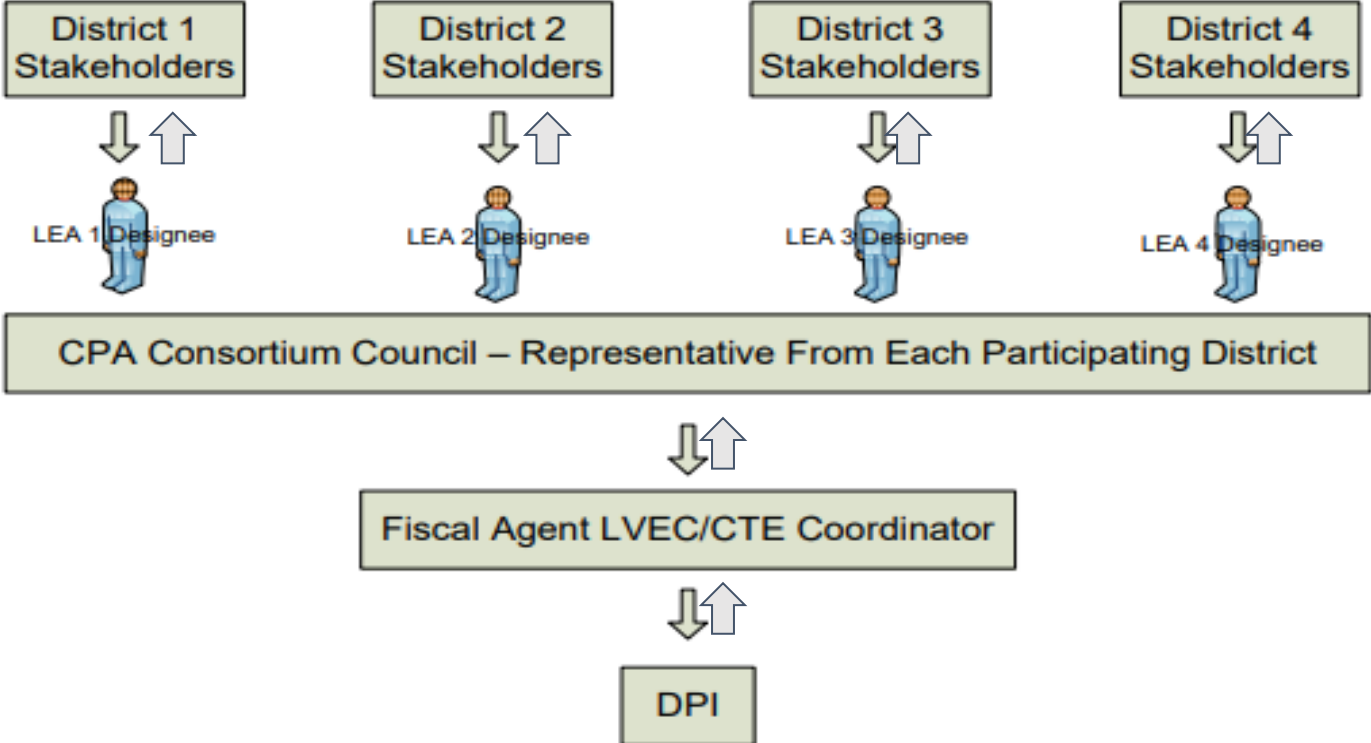 District 1
Stakeholders
District 2
Stakeholders
District 3
Stakeholders
District 4
Stakeholders
LEA 1 Designee
LEA 2 Designee
LEA 3 Designee
LEA 4 Designee
CPA Consortium Council – Representative From Each Participating District
Fiscal Agent LVEC/CTE Coordinator
DPI